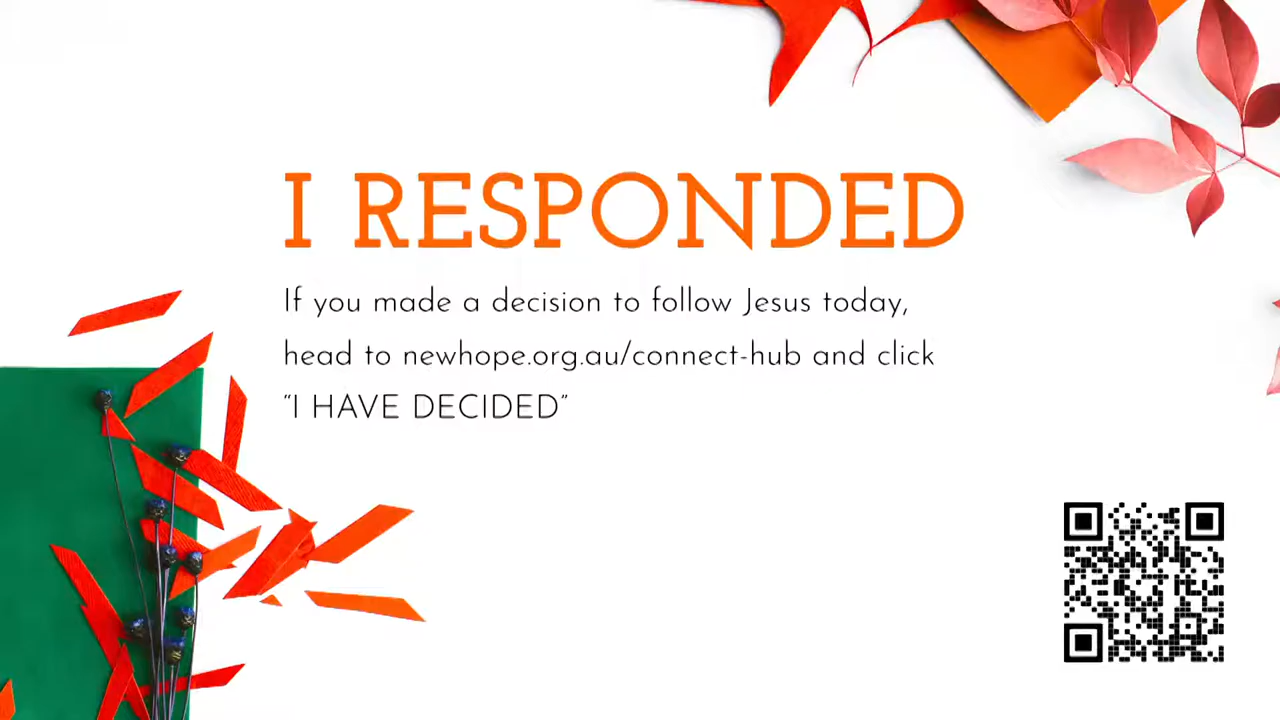 I RESPONDED
If you made a decision to follow Jesus today,
head to newhope.org.au/connect-hub and click
“I HAVE DECIDED”